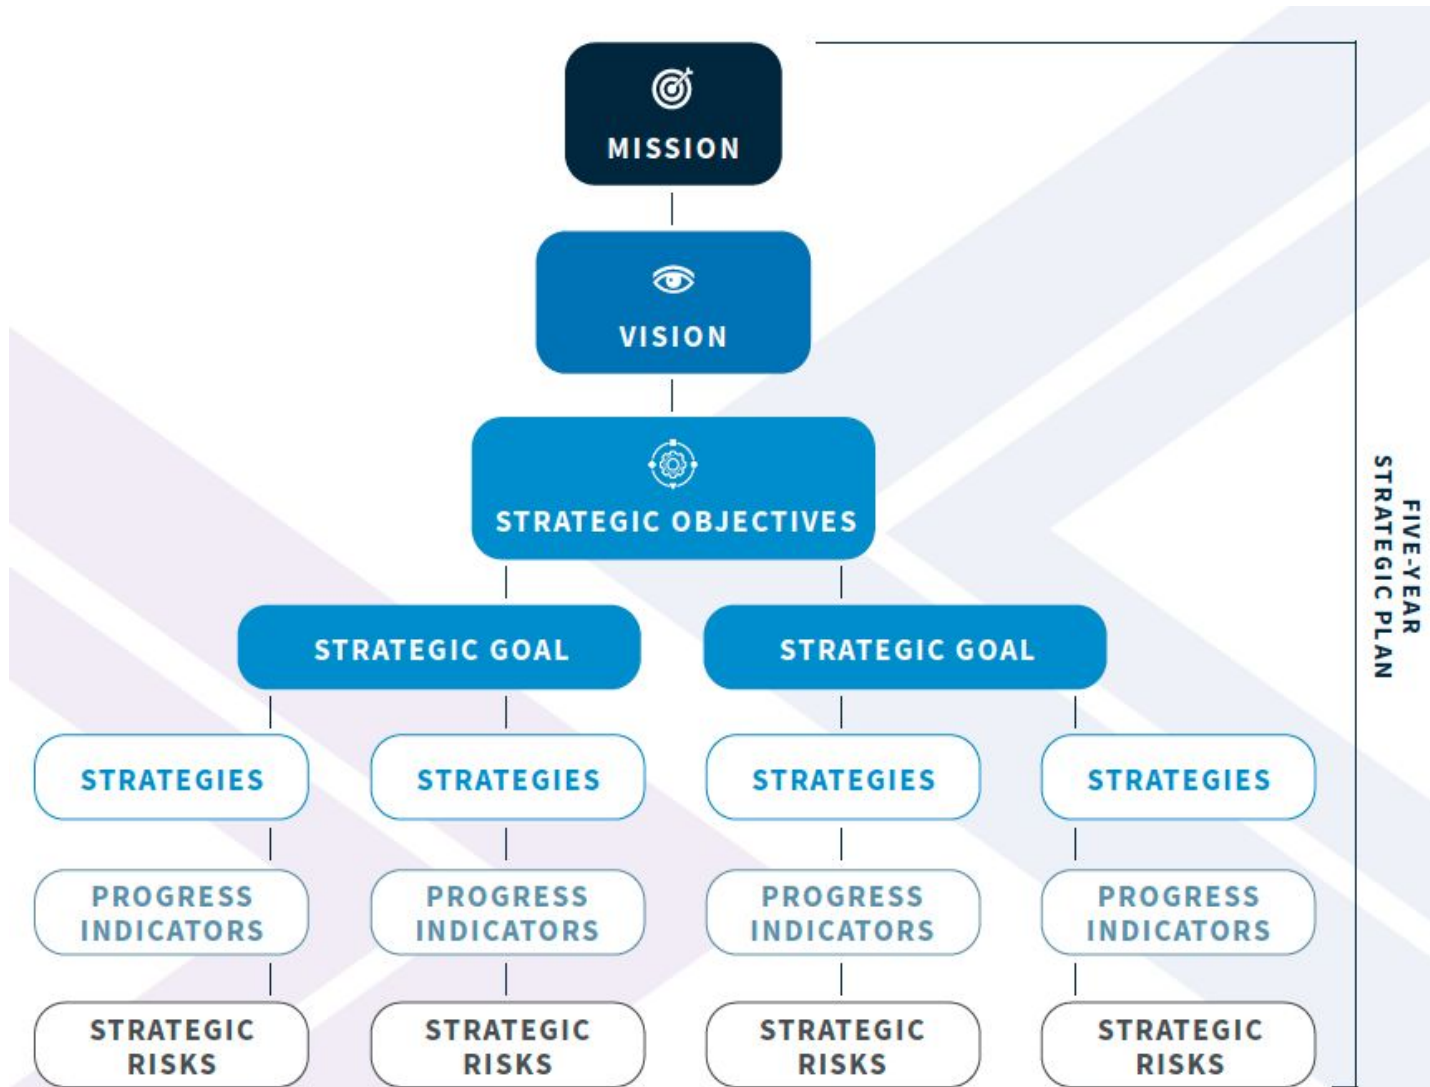 MISSION
VISION
STRATEGIC OBJECTIVES
STRATEGIC GOAL
STRATEGIC GOAL
STRATEGIES
STRATEGIES
STRATEGIES
STRATEGIES
PROGRESS
INDICATORS
PROGRESS
INDICATORS
PROGRESS
INDICATORS
PROGRESS
INDICATORS
STRATEGIC
RISKS
STRATEGIC
RISKS
STRATEGIC
RISKS
STRATEGIC
RISKS
FIVE-YEAR
STRATEGIC PLAN